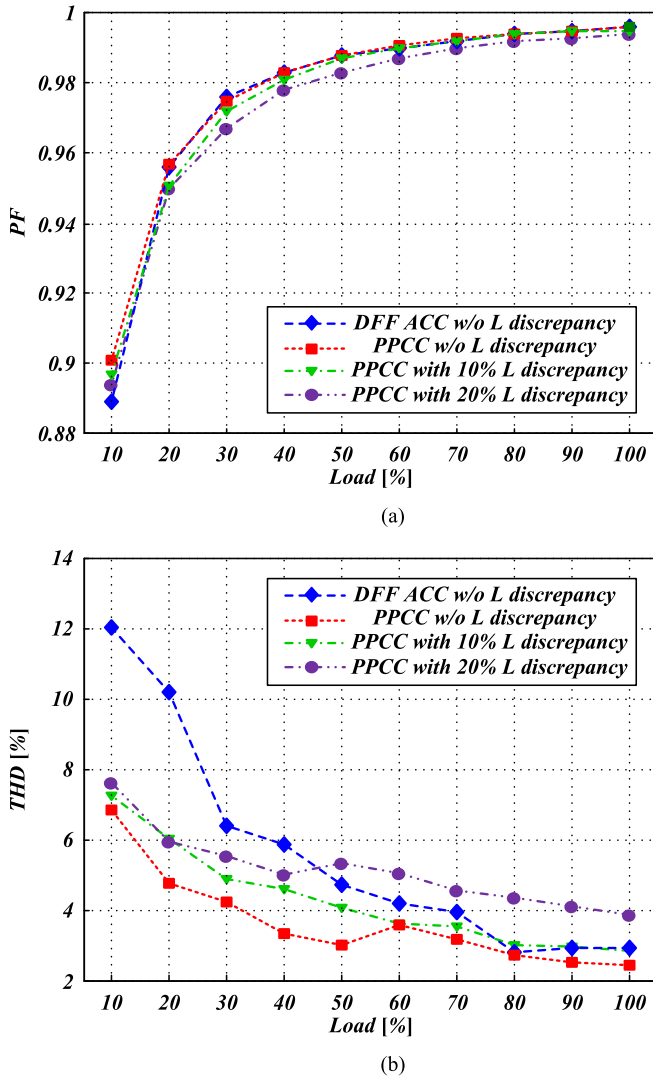 1
0.98
0.96
0.94
0.92
0.9
0.88
PF
DFF ACC w/o L discrepancy
PPCC w/o L discrepancy
PPCC with 10% L discrepancy
PPCC with 20% L discrepancy
10 20 30 40 50 60 70 80 90 100
Load [%]
(a)
14
12
10
8
6
4
2
THD [%]
DFF ACC w/o L discrepancy
PPCC w/o L discrepancy
PPCC with 10% L discrepancy
PPCC with 20% L discrepancy
10 20 30 40 50 60 70 80 90 100
Load [%]
(b)